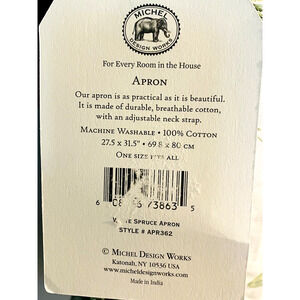 MICHEL
DESIGN WORKS
For Every Room in the House
APRON
Our apron is as practical as it is beautiful.
It is made of durable, breathable cotton,
with an adjustable neck strap.
MACHINE WASHABLE • 100% COTTON
27.5 x 31.5" • 69.8 x 80 cm
ONE SIZE FITS ALL
6 73863 5
SPRUCE APRON
STYLE # APR362
© MICHEL DESIGN WORKS
Katonah, NY 10536 USA
www.micheldesignworks.com
Made in India